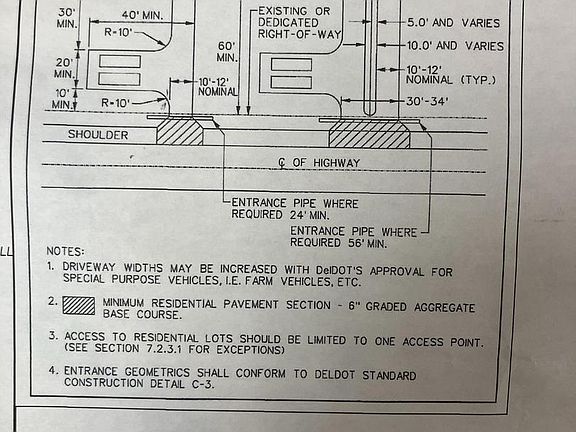 30'
MIN.
40' MIN.
R=10'
20'
MIN.
10'
MIN.
R=10'
10'-12'
NOMINAL
60'
MIN.
EXISTING OR
DEDICATED
RIGHT-OF-WAY
5.0' AND VARIES
10.0' AND VARIES
10'-12'
NOMINAL (TYP.)
30'-34'
SHOULDER
℄ OF HIGHWAY
ENTRANCE PIPE WHERE
REQUIRED 24' MIN.
ENTRANCE PIPE WHERE
REQUIRED 56' MIN.
LL
NOTES:
1. DRIVEWAY WIDTHS MAY BE INCREASED WITH DelDOT'S APPROVAL FOR
SPECIAL PURPOSE VEHICLES, I.E. FARM VEHICLES, ETC.
2. MINIMUM RESIDENTIAL PAVEMENT SECTION - 6" GRADED AGGREGATE
BASE COURSE.
3. ACCESS TO RESIDENTIAL LOTS SHOULD BE LIMITED TO ONE ACCESS POINT.
(SEE SECTION 7.2.3.1 FOR EXCEPTIONS)
4. ENTRANCE GEOMETRICS SHALL CONFORM TO DELDOT STANDARD
CONSTRUCTION DETAIL C-3.